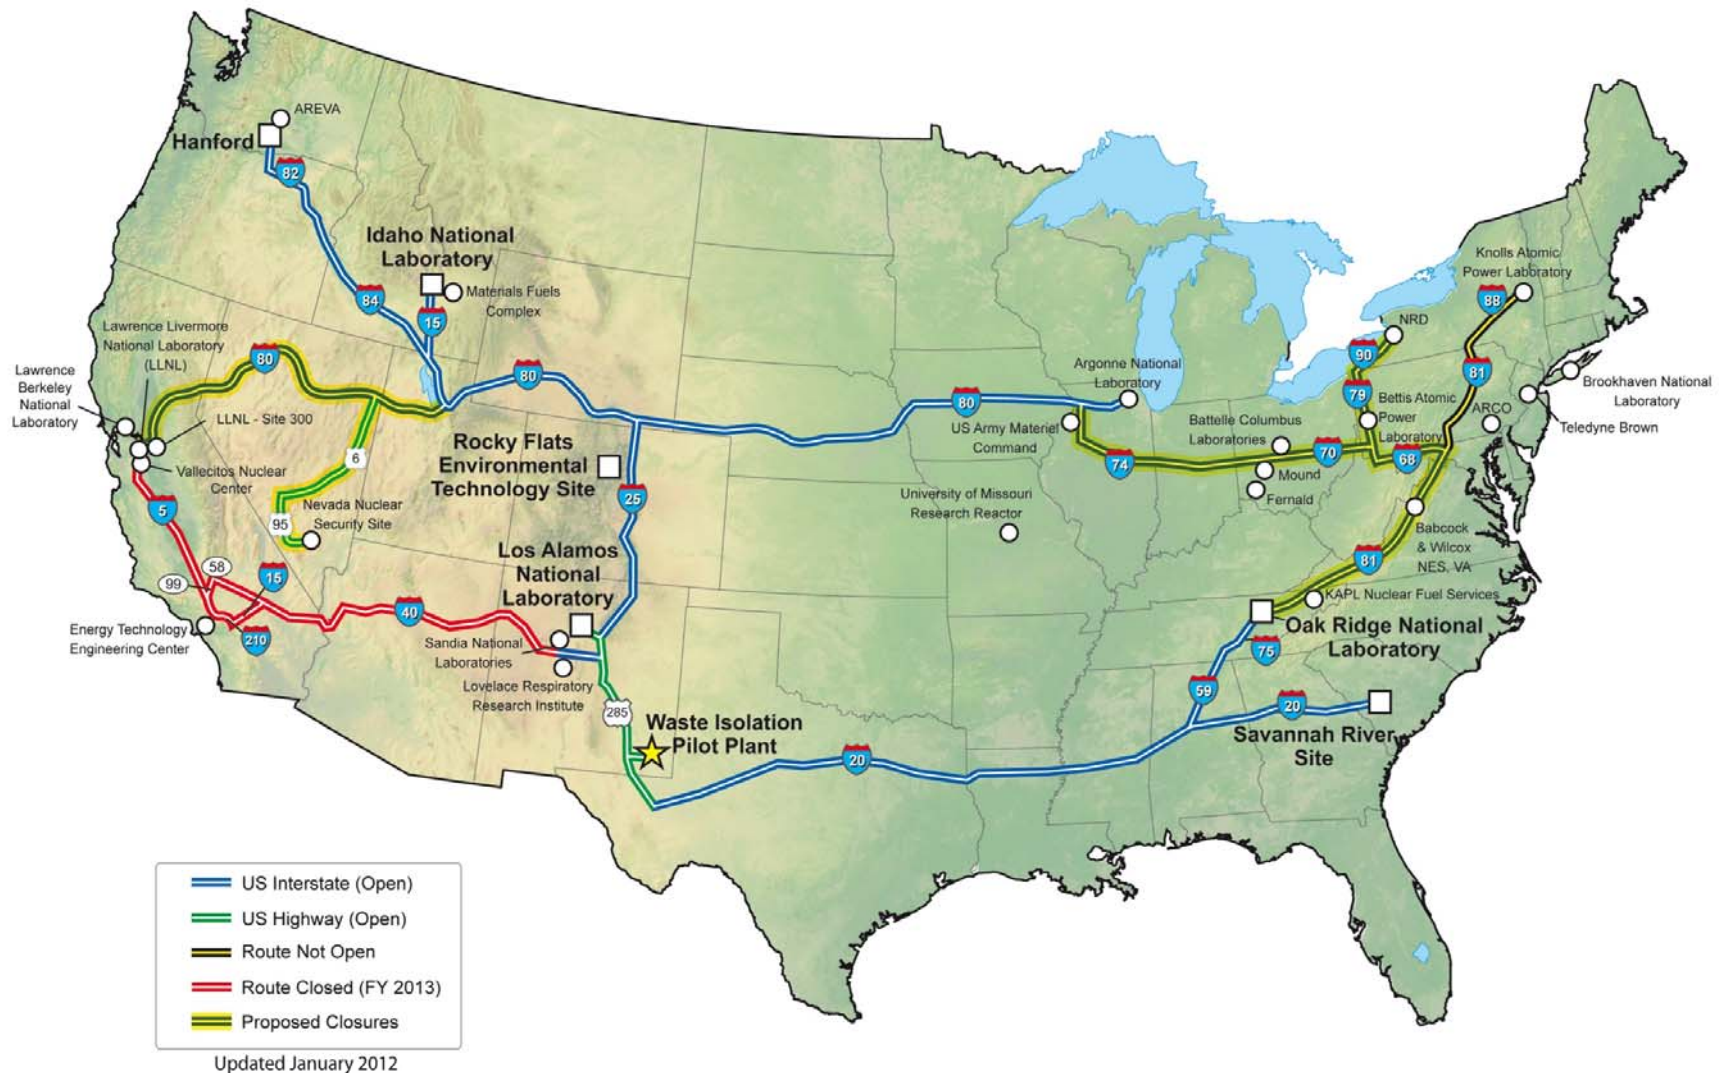 AREVA
Hanford
82
Idaho National
Laboratory
Materials Fuels
Complex
84
15
Knolls Atomic
Power Laboratory
88
NRD
90
Lawrence Livermore
National Laboratory
(LLNL)
80
80
Argonne National
Laboratory
80
79
81
Lawrence
Berkeley
National
Laboratory
Brookhaven National
Laboratory
Bettis Atomic
Power
Laboratory
ARCO
Teledyne Brown
LLNL - Site 300
US Army Materiel
Command
Battelle Columbus
Laboratories
74
70
68
Rocky Flats
Environmental
Technology Site
6
Vallecitos Nuclear
Center
Mound
Fernald
25
University of Missouri
Research Reactor
5
Nevada Nuclear
Security Site
95
Babcock
& Wilcox
NES, VA
81
Los Alamos
National
Laboratory
58
99
15
KAPL Nuclear Fuel Services
40
Energy Technology
Engineering Center
210
Oak Ridge National
Laboratory
75
Sandia National
Laboratories
Lovelace Respiratory
Research Institute
59
20
285
Waste Isolation
Pilot Plant
Savannah River
Site
20
US Interstate (Open)
US Highway (Open)
Route Not Open
Route Closed (FY 2013)
Proposed Closures
Updated January 2012